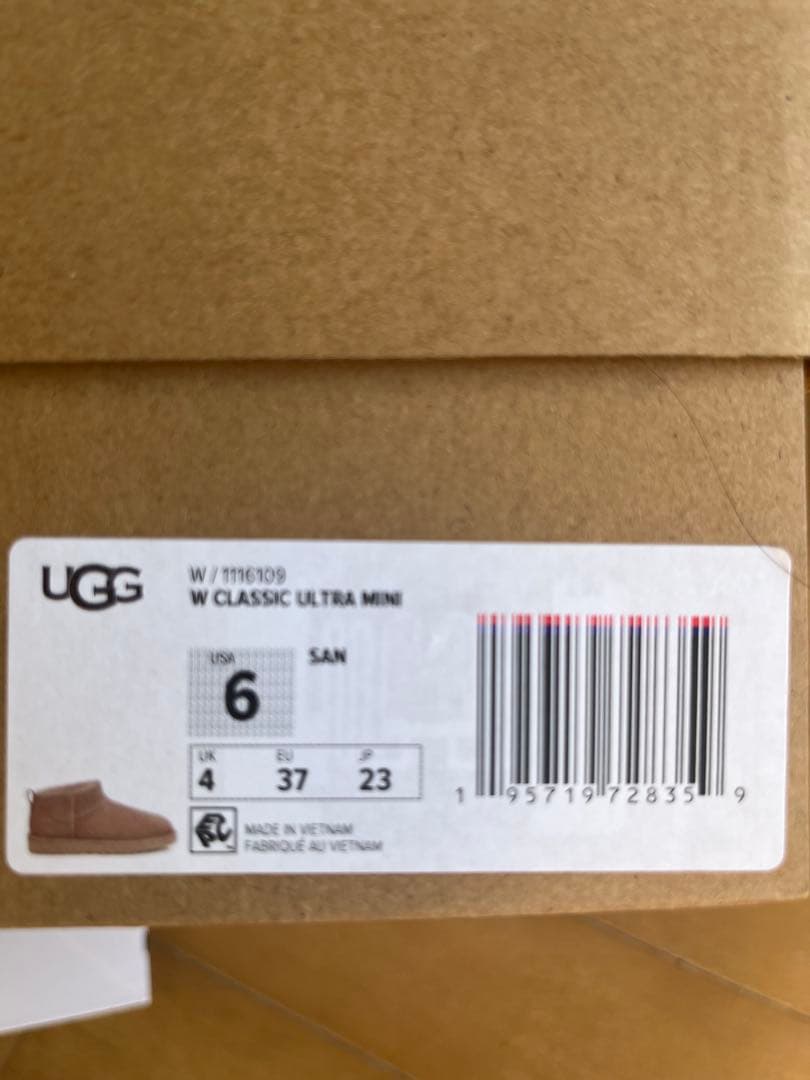 UGG
W / 1116109
W CLASSIC ULTRA MINI
USA
6
SAN
UK EU JP
4 37 23
MADE IN VIETNAM
FABRIQUÉ AU VIETNAM
1 95719 72835 9